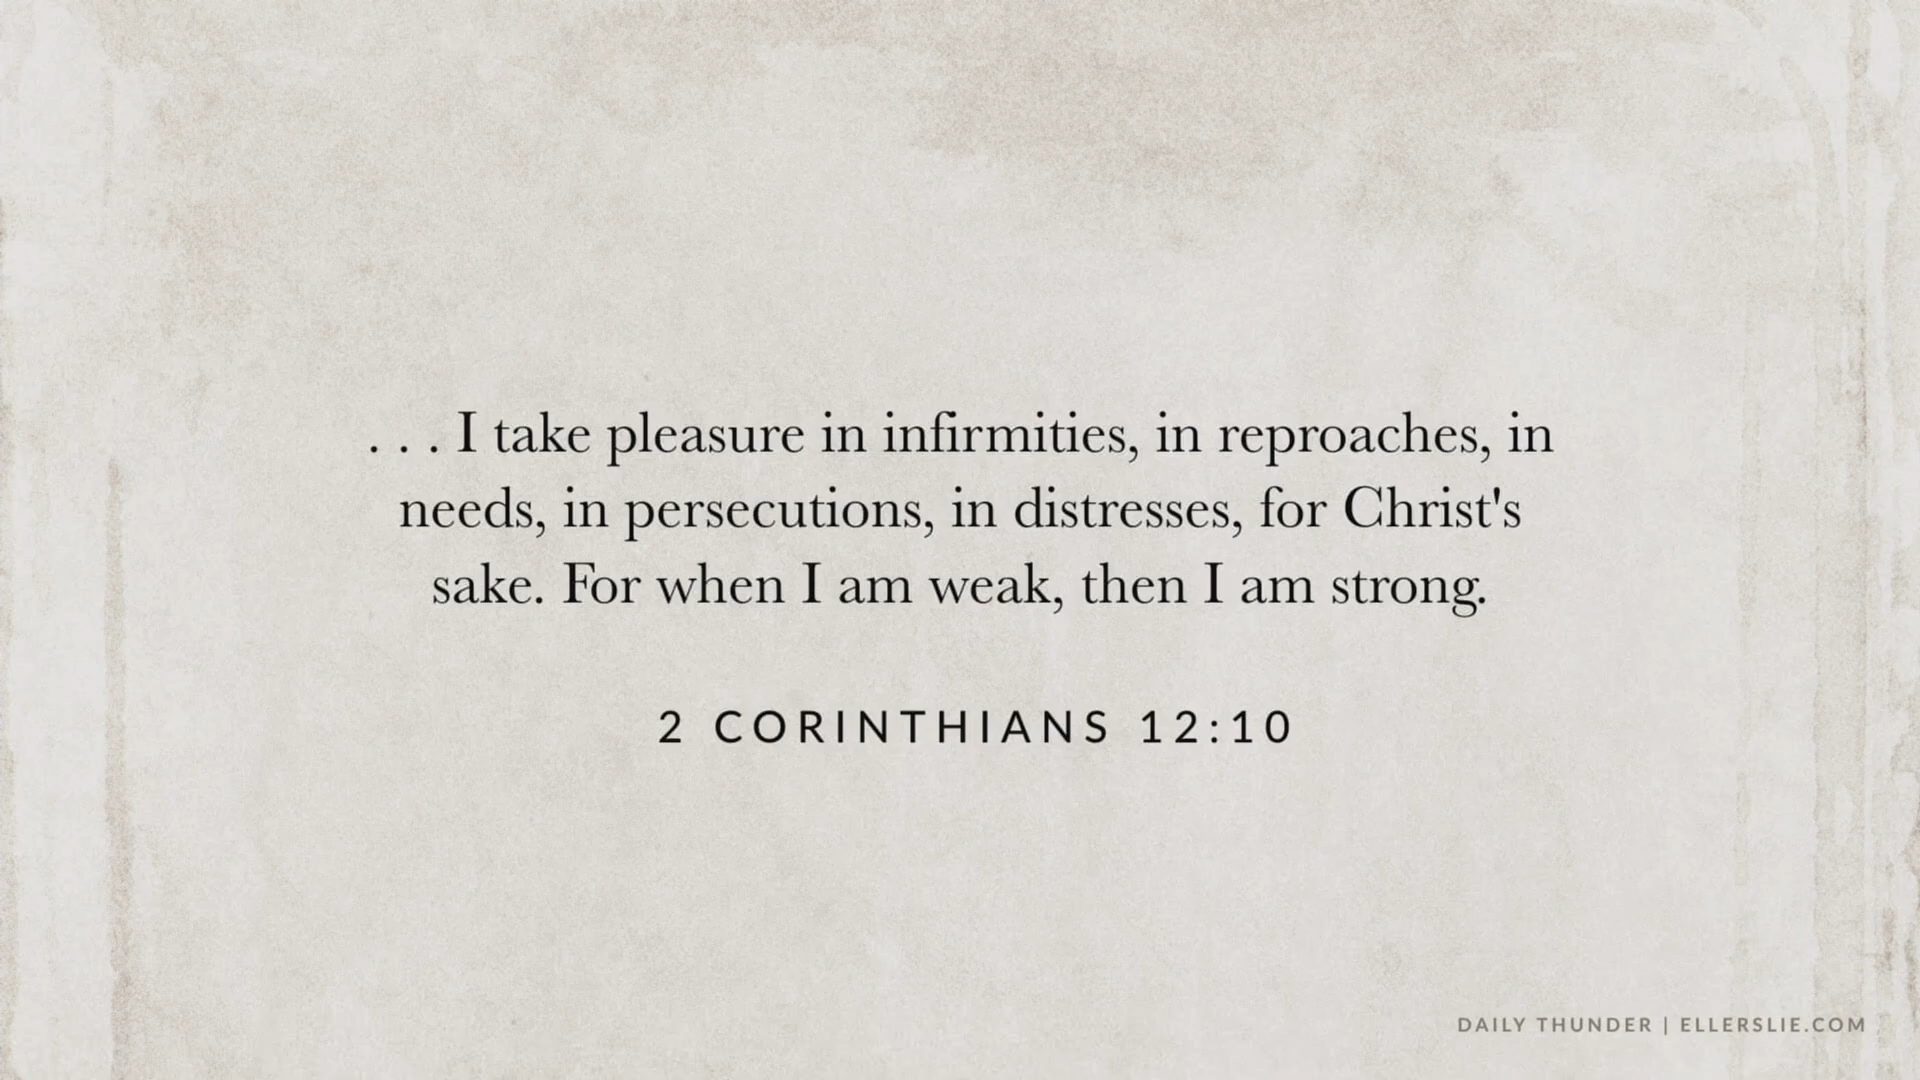 . . . I take pleasure in infirmities, in reproaches, in
needs, in persecutions, in distresses, for Christ's
sake. For when I am weak, then I am strong.
2 CORINTHIANS 12:10
DAILY THUNDER | ELLERSLIE.COM